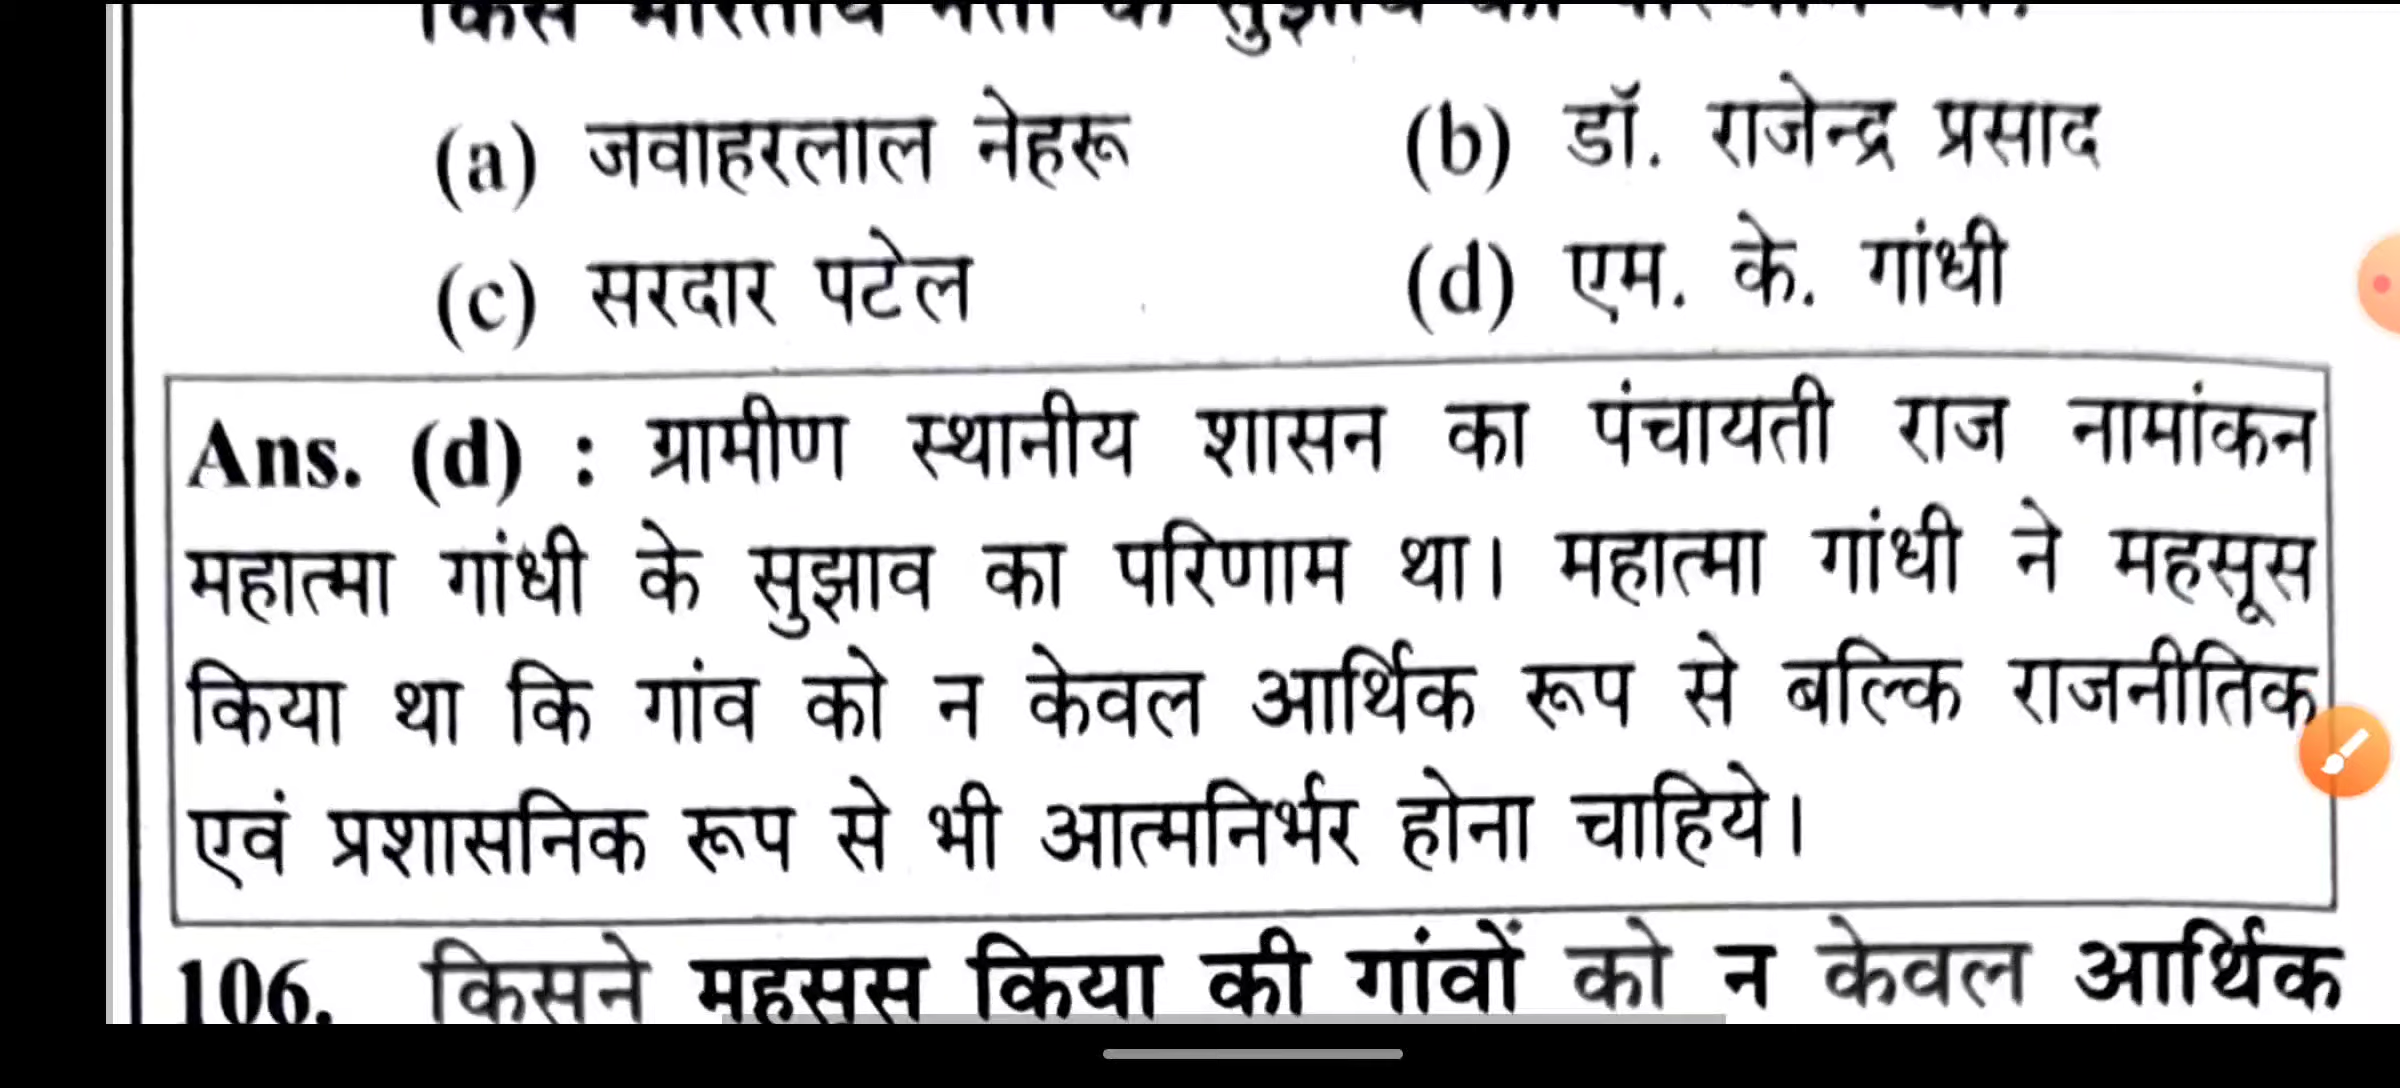 (a) जवाहरलाल नेहरू (b) डॉ. राजेन्द्र प्रसाद
(c) सरदार पटेल (d) एम. के. गांधी
Ans. (d) : ग्रामीण स्थानीय शासन का पंचायती राज नामांकन
महात्मा गांधी के सुझाव का परिणाम था। महात्मा गांधी ने महसूस
किया था कि गांव को न केवल आर्थिक रूप से बल्कि राजनीतिक
एवं प्रशासनिक रूप से भी आत्मनिर्भर होना चाहिये।
106. किसने महसूस किया की गांवों को न केवल आर्थिक